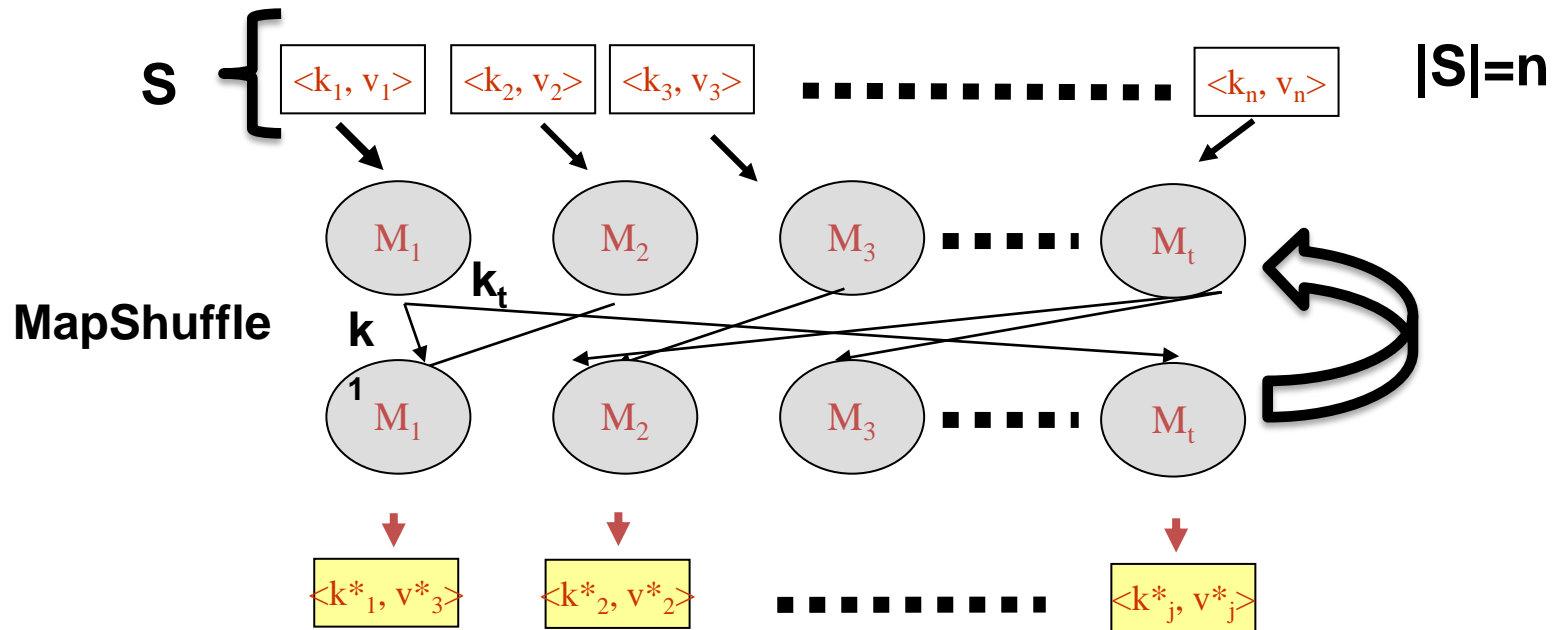 S <k1, v1> <k2, v2> <k3, v3> <kn, vn> |S|=n
M1 M2 M3 Mt
kt
MapShuffle k
1
M1 M2 M3 Mt
<k*1, v*3> <k*2, v*2> <k*j, v*j>